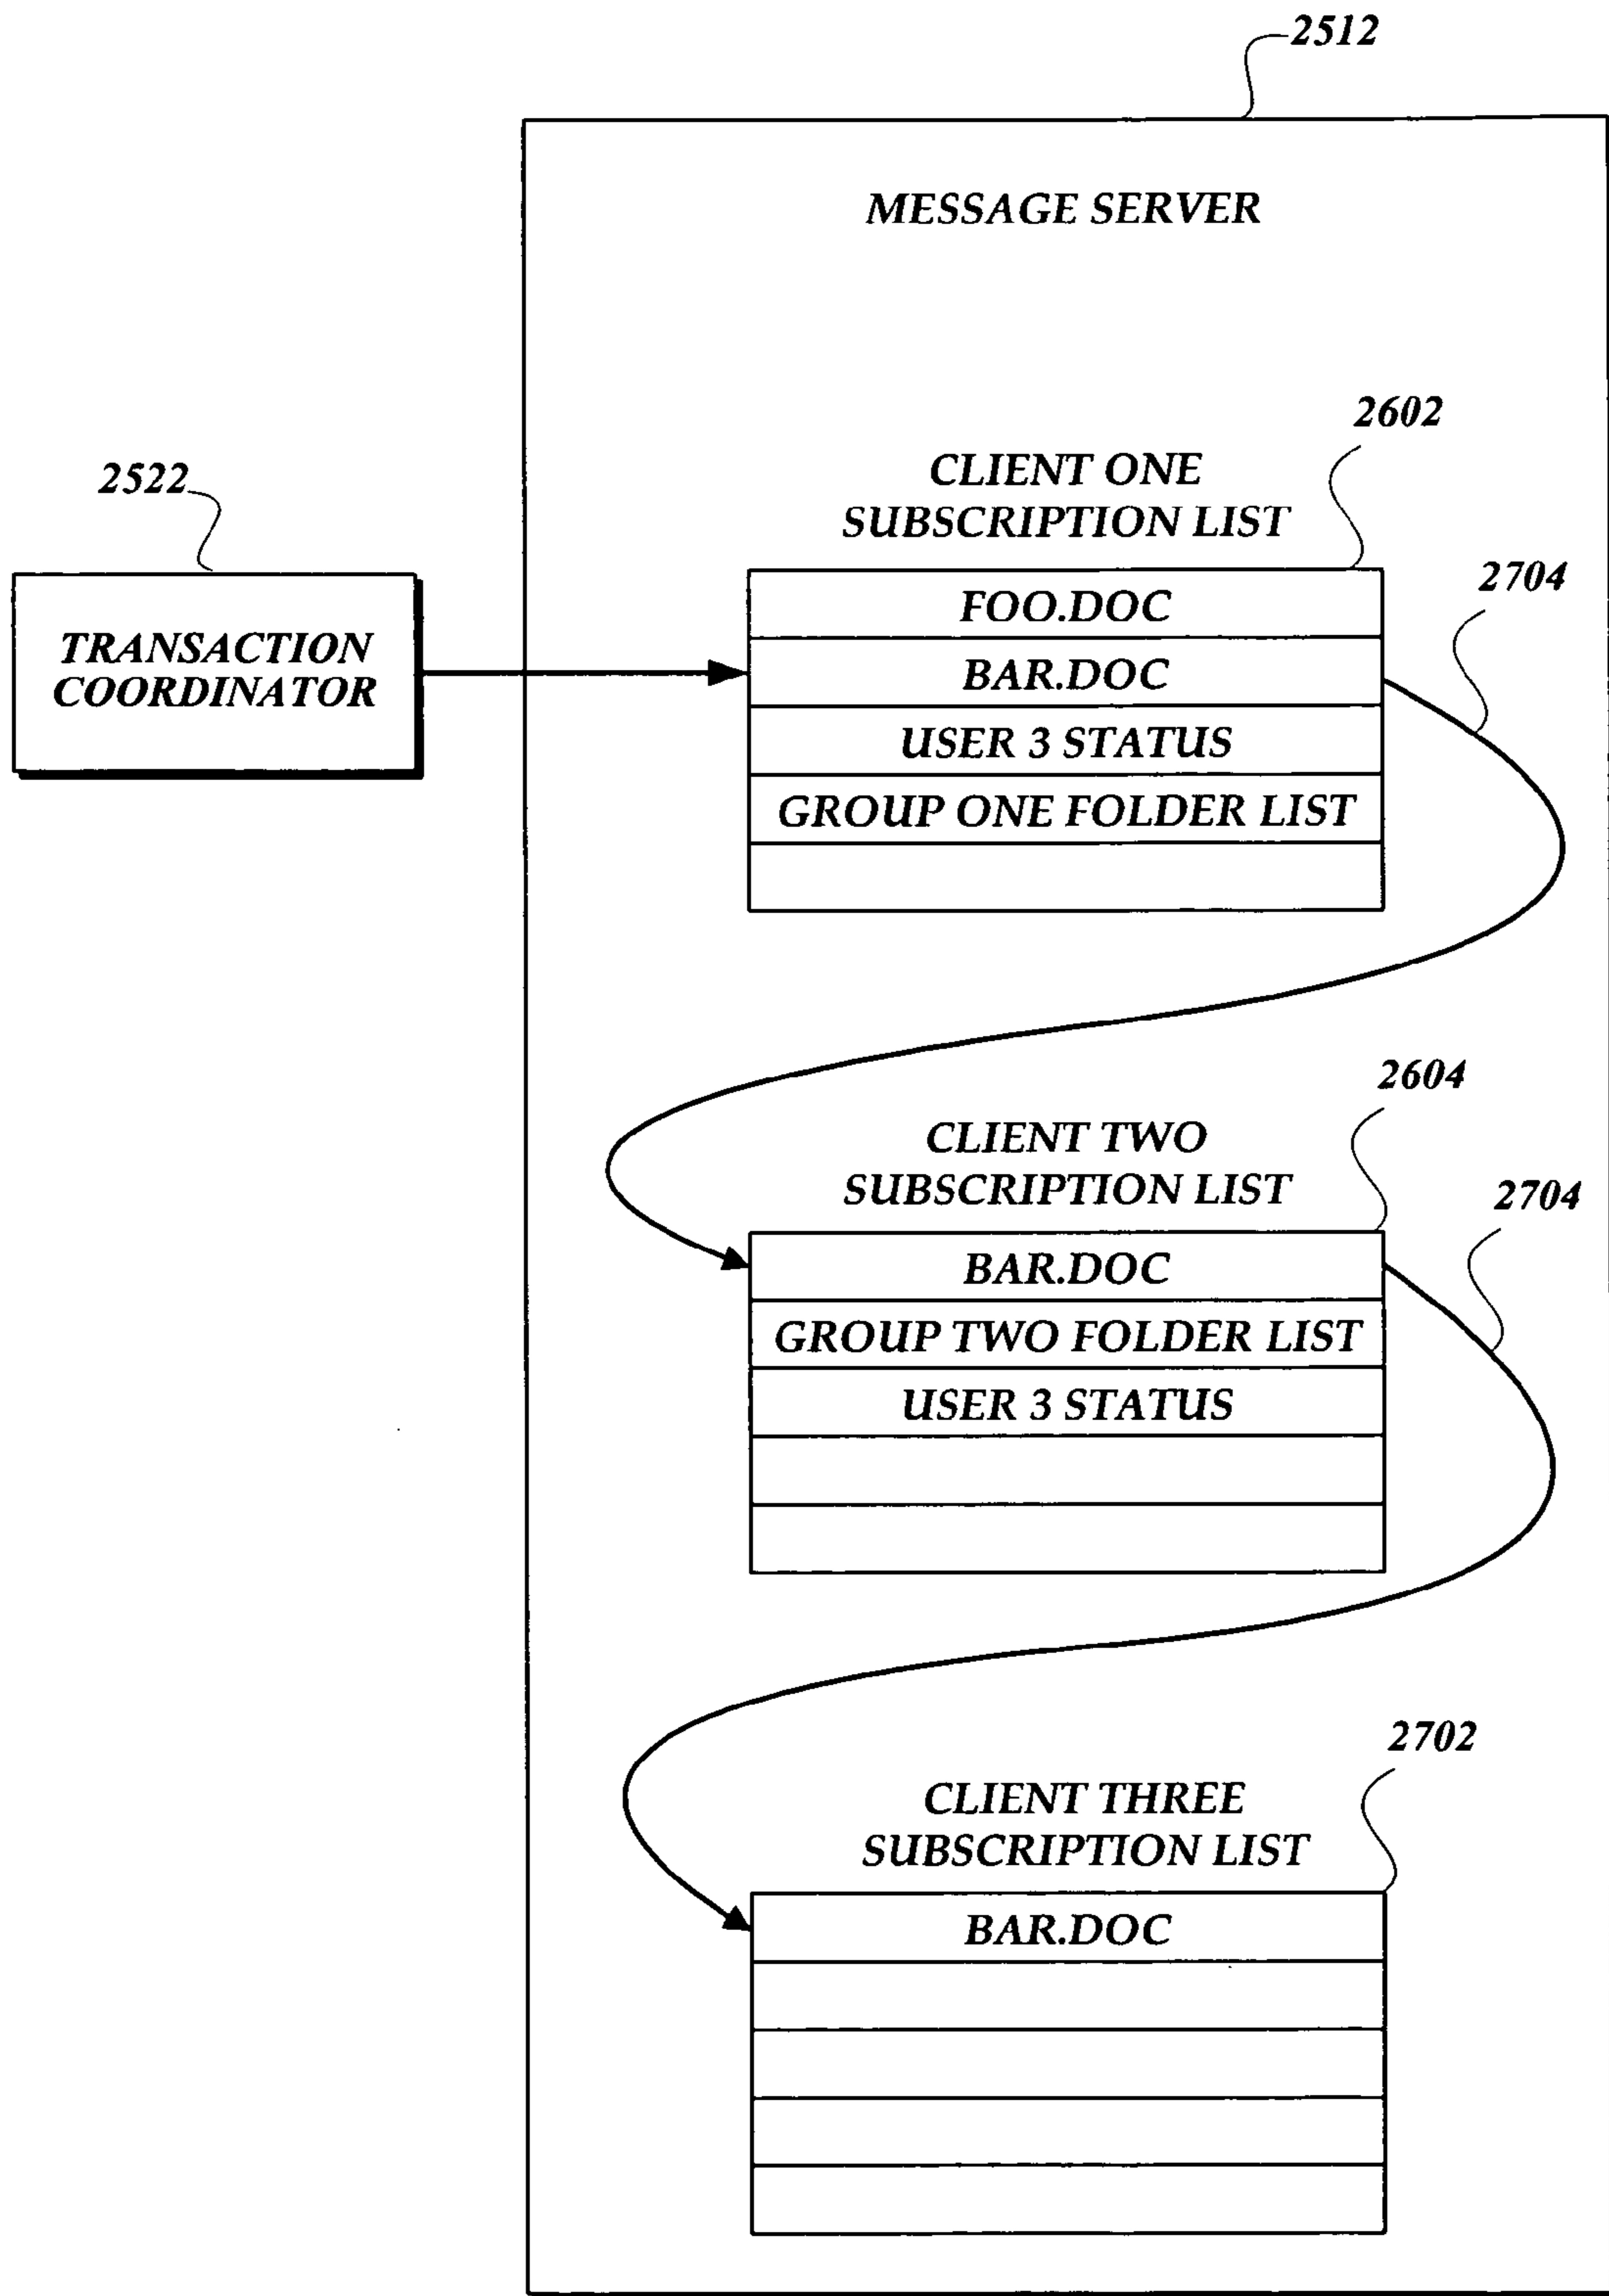 2512
MESSAGE SERVER
2602
CLIENT ONE
SUBSCRIPTION LIST
2522
2704
FOO.DOC
TRANSACTION
COORDINATOR
BAR.DOC
USER 3 STATUS
GROUP ONE FOLDER LIST
2604
CLIENT TWO
SUBSCRIPTION LIST
2704
BAR.DOC
GROUP TWO FOLDER LIST
USER 3 STATUS
2702
CLIENT THREE
SUBSCRIPTION LIST
BAR.DOC